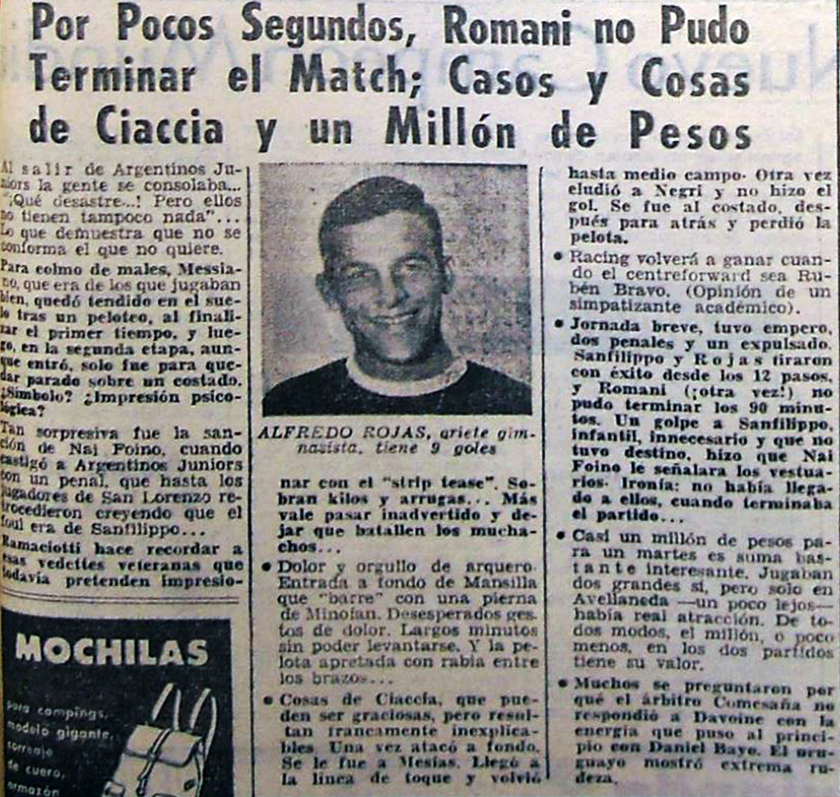 Por Pocos Segundos, Romani no Pudo
Terminar el Match; Casos y Cosas
de Ciaccia y un Millón de Pesos
Al salir de Argentinos Ju-
niors la gente se consolaba...
"¡Qué desastre...! Pero ellos
no tienen tampoco nada"...
Lo que demuestra que no se
conforma el que no quiere.
Para colmo de males, Messia-
no, que era de los que jugaban
bien, quedó tendido en el sue-
lo tras un peloteo, al finali-
zar el primer tiempo, y lue-
go, en la segunda etapa, aun-
que entró, solo fue para que-
dar parado sobre un costado.
¿Símbolo? ¿Impresión psico-
lógica?
Tan sorpresiva fue la san-
ción de Nai Foino, cuando
castigó a Argentinos Juniors
con un penal, que hasta los
jugadores de San Lorenzo re-
trocedieron creyendo que el
foul era de Sanfilippo...
Ramaciotti hace recordar a
esas vedettes veteranas que
todavía pretenden impresio-
MOCHILAS
para campings,
modelo gigante,
correaje
de cuero,
armazón
ALFREDO ROJAS, ariete gim-
nasista, tiene 9 goles
nar con el "strip tease". So-
bran kilos y arrugas... Más
vale pasar inadvertido y de-
jar que batallen los mucha-
chos...
● Dolor y orgullo de arquero.
Entrada a fondo de Mansilla
que "barre" con una pierna
de Minoian. Desesperados ges-
tos de dolor. Largos minutos
sin poder levantarse. Y la pe-
lota apretada con rabia entre
los brazos...
● Cosas de Ciaccia, que pue-
den ser graciosas, pero resul-
tan francamente inexplica-
bles. Una vez atacó a fondo.
Se le fue a Mesías. Llegó a
la línea de toque y volvió
hasta medio campo. Otra vez
eludió a Negri y no hizo el
gol. Se fue al costado, des-
pués para atrás y perdió la
pelota.
● Racing volverá a ganar cuan-
do el centreforward sea Ru-
bén Bravo. (Opinión de un
simpatizante académico).
● Jornada breve, tuvo empero,
dos penales y un expulsado.
Sanfilippo y Rojas tiraron
con éxito desde los 12 pasos,
y Romani (¡otra vez!) no
pudo terminar los 90 minu-
tos. Un golpe a Sanfilippo,
infantil, innecesario y que no
tuvo destino, hizo que Nai
Foino le señalara los vestua-
rios. Ironía: no había llega-
do a ellos, cuando terminaba
el partido...
● Casi un millón de pesos pa-
ra un martes es suma bas-
tante interesante. Jugaban
dos grandes sí, pero solo en
Avellaneda —un poco lejos—
había real atracción. De to-
dos modos, el millón, o poco
menos, en los dos partidos
tiene su valor.
● Muchos se preguntaron por
qué el árbitro Comesaña no
respondió a Davoine con la
energía que puso al princi-
pio con Daniel Bayo. El uru-
guayo mostró extrema ru-
deza.